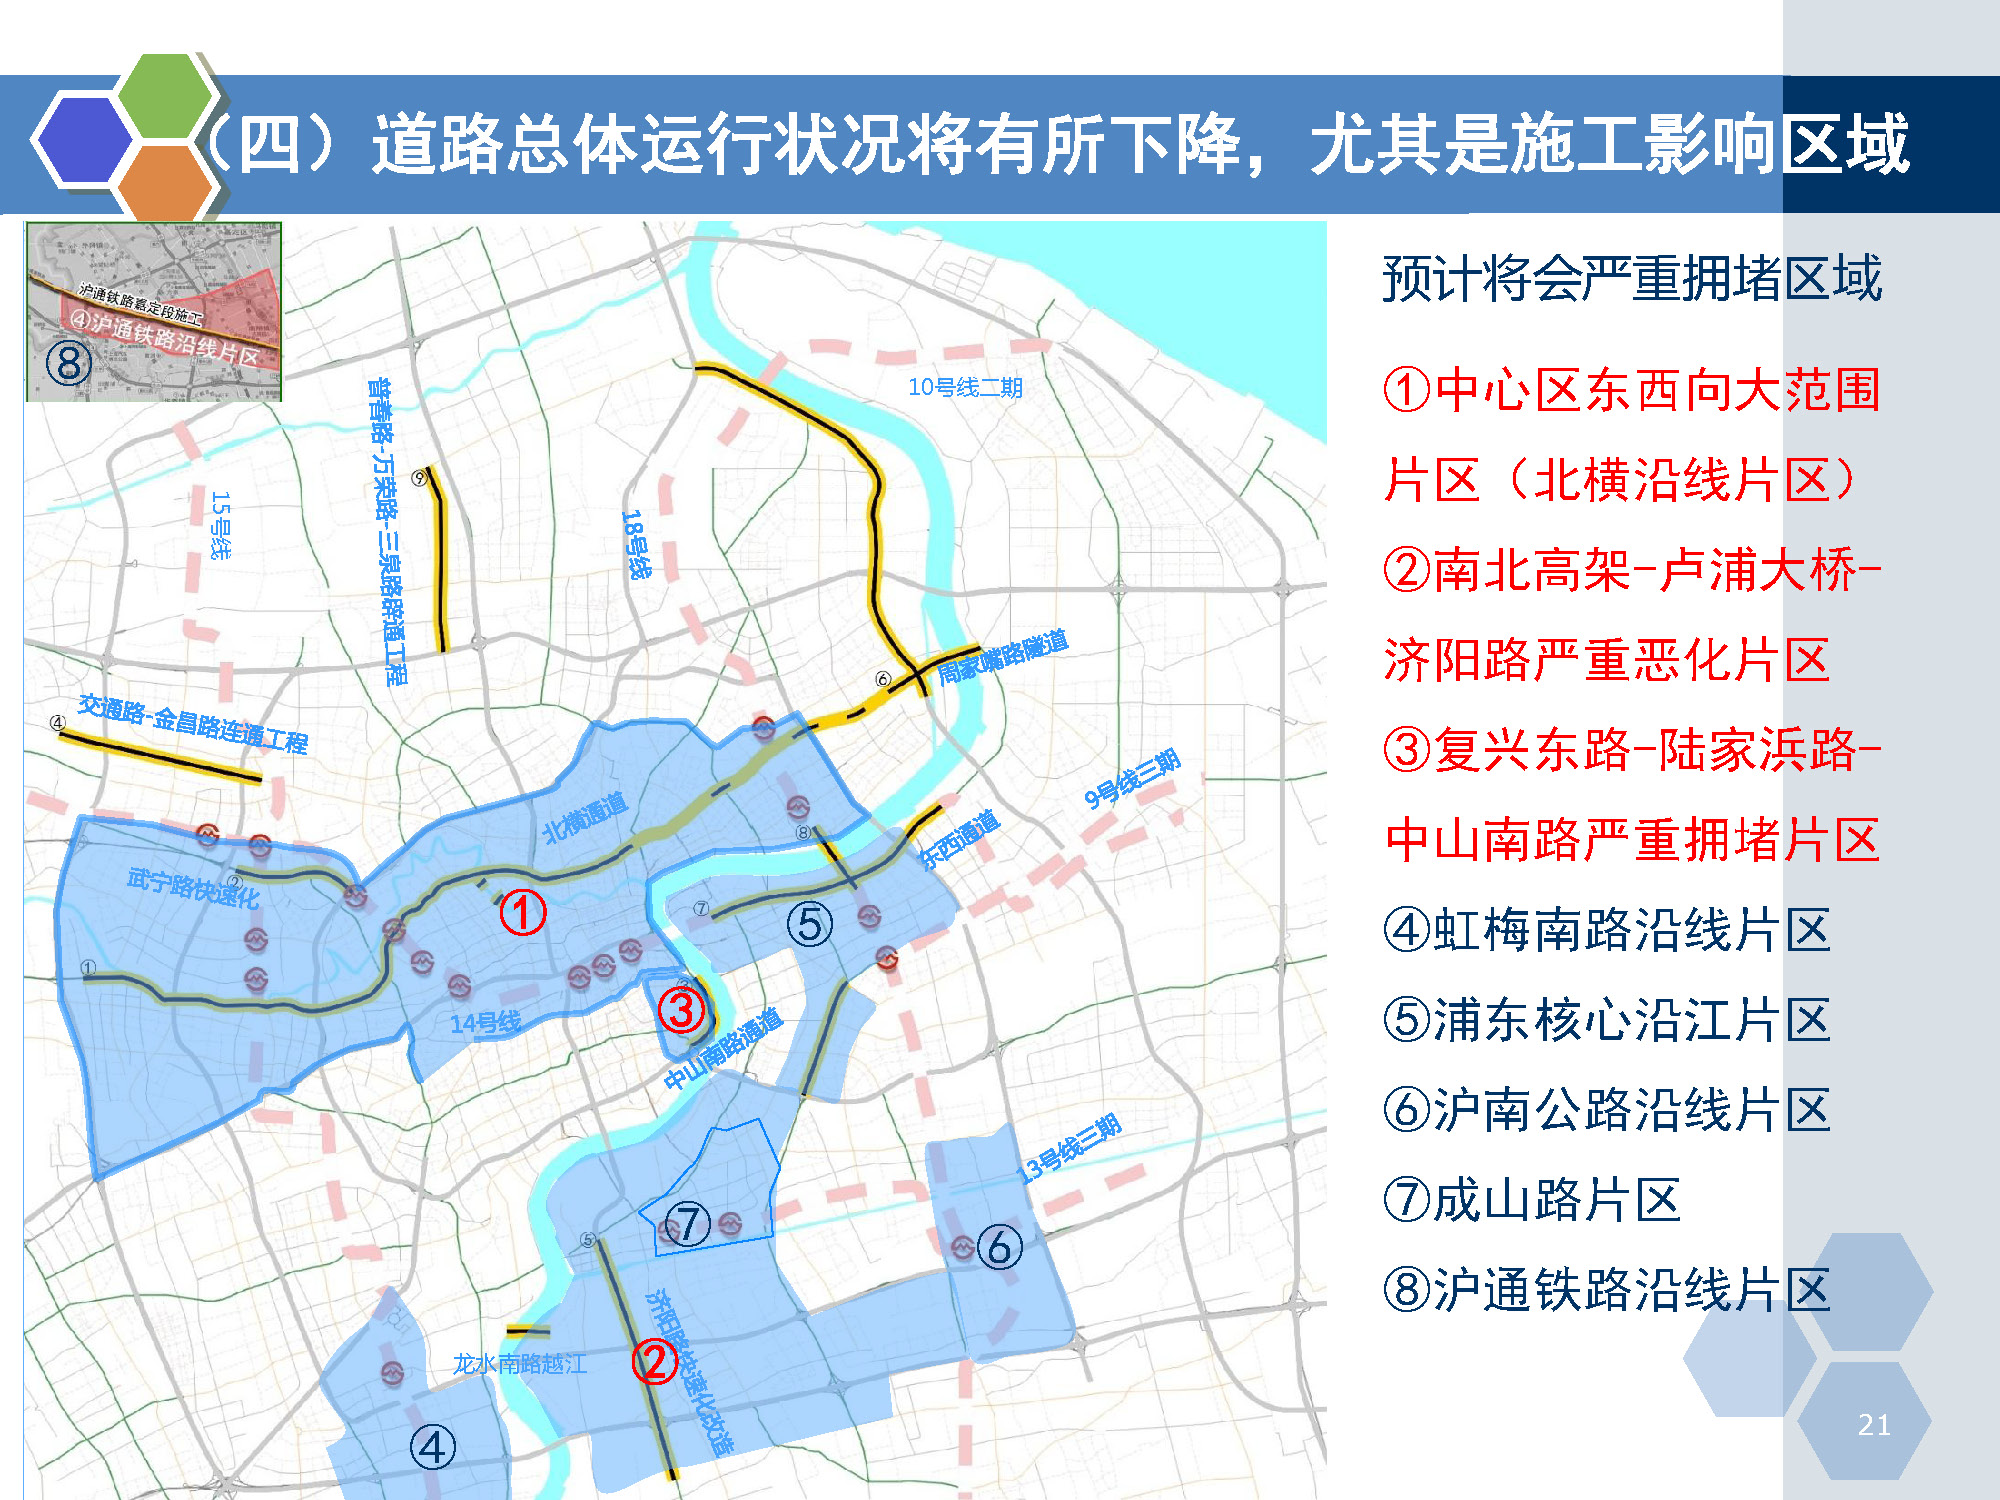 （四）道路总体运行状况将有所下降，尤其是施工影响区域
沪通铁路嘉定段施工
④沪通铁路沿线片区
⑧
10号线二期
普善路-万荣路-三泉路辟通工程
⑨
15号线
18号线
周家嘴路隧道
⑥
交通路-金昌路连通工程
④
9号线三期
北横通道
⑧
东西通道
武宁路快速化
②
①
⑦
⑤
①
③
14号线
中山南路通道
13号线三期
⑦
⑥
⑤
济阳路快速化改造
②
龙水南路越江
④
预计将会严重拥堵区域
①中心区东西向大范围
片区（北横沿线片区）
②南北高架-卢浦大桥-
济阳路严重恶化片区
③复兴东路-陆家浜路-
中山南路严重拥堵片区
④虹梅南路沿线片区
⑤浦东核心沿江片区
⑥沪南公路沿线片区
⑦成山路片区
⑧沪通铁路沿线片区
21